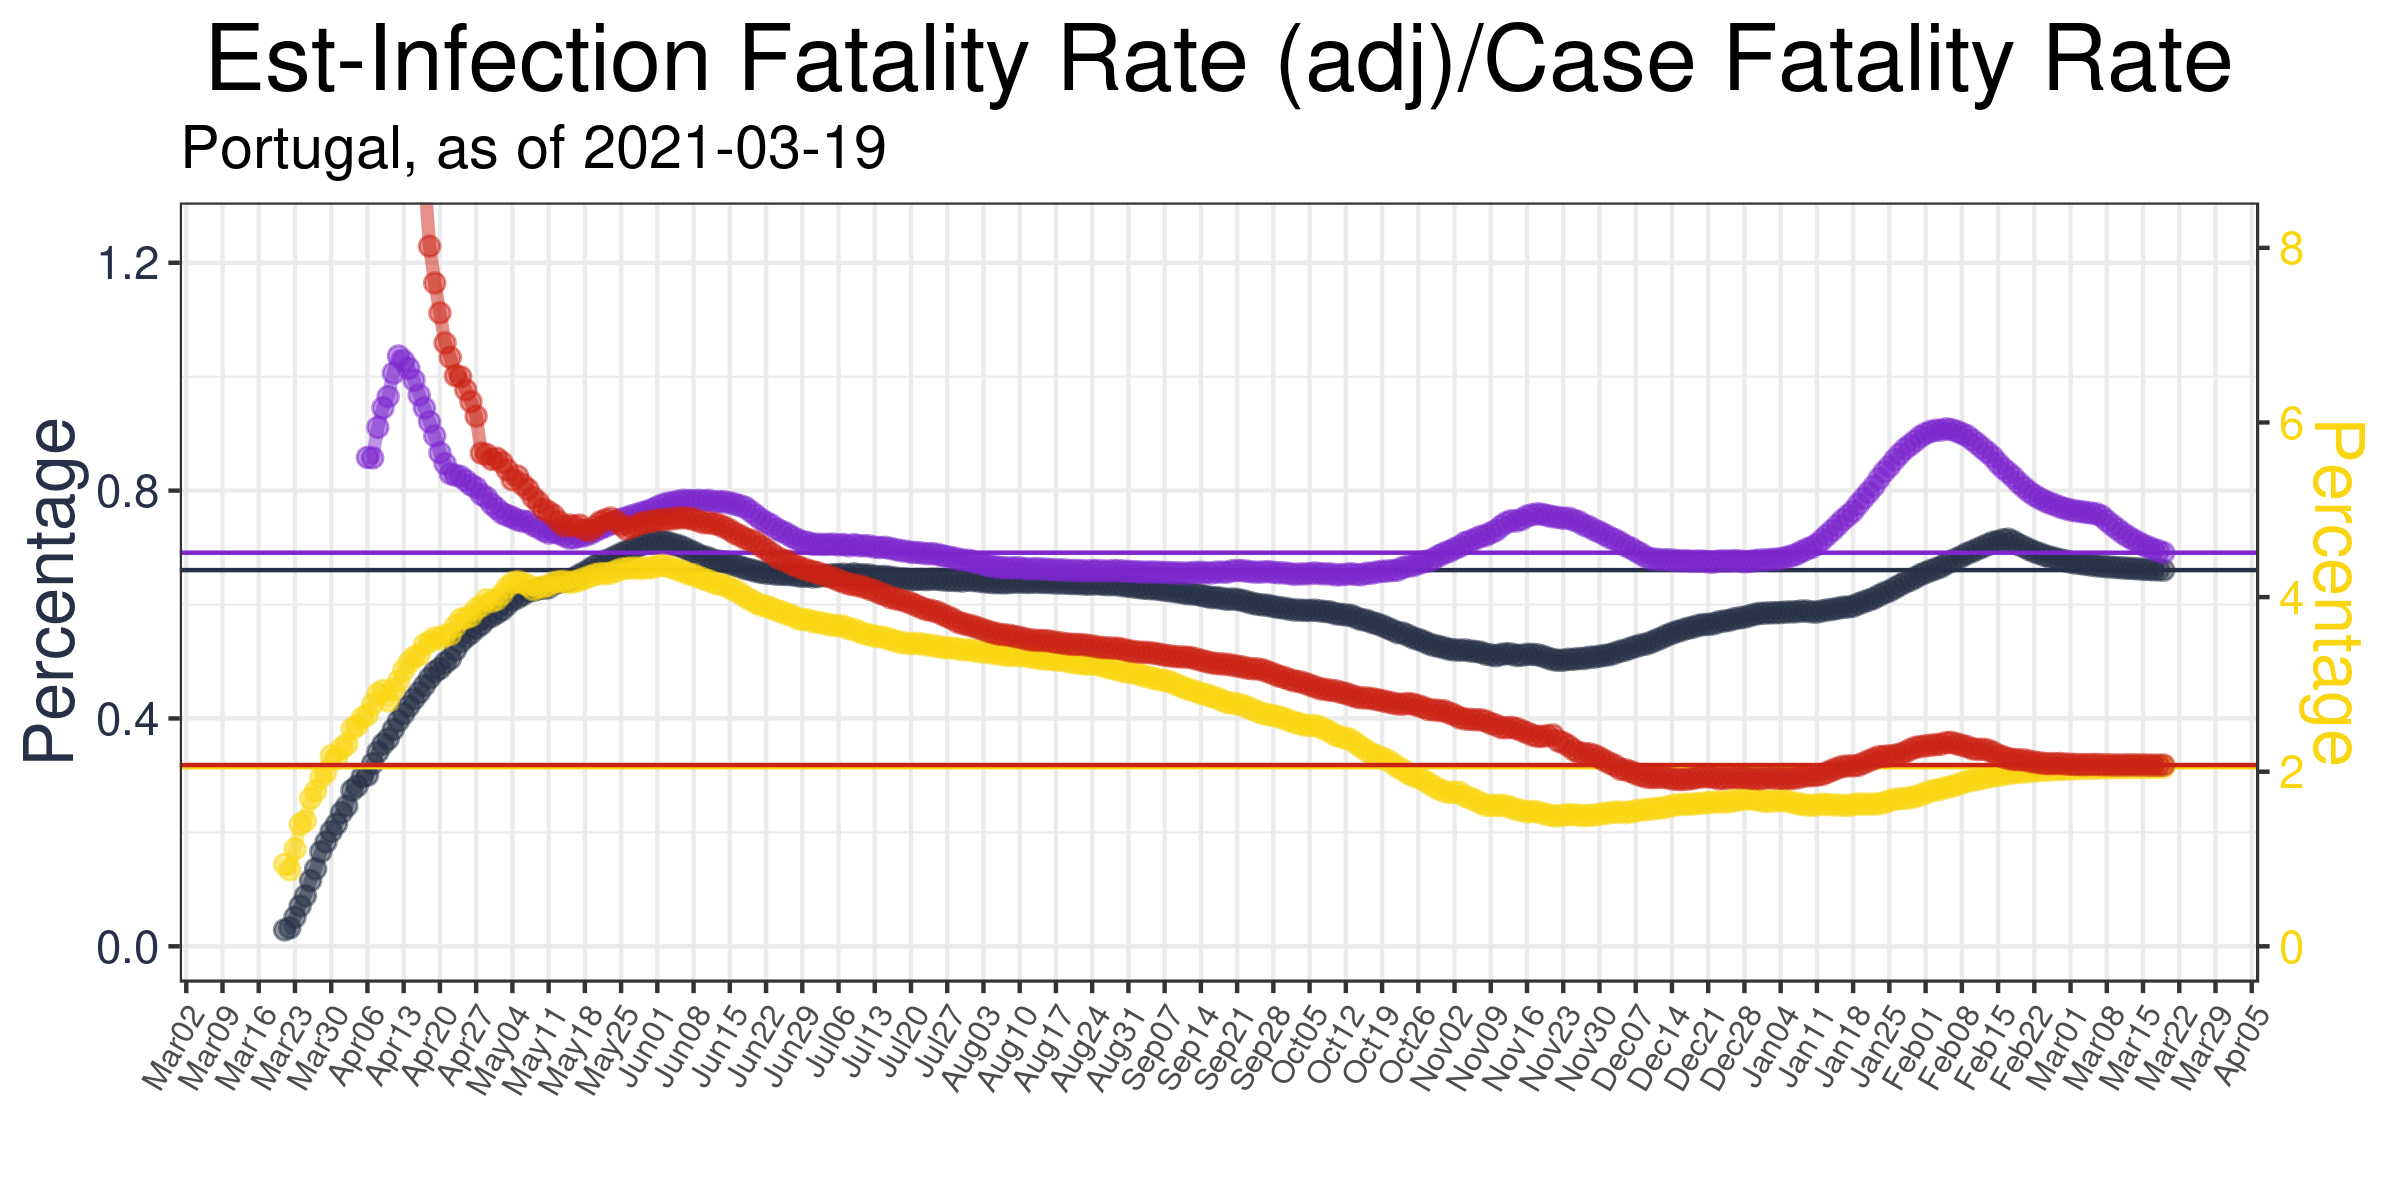 Est-Infection Fatality Rate (adj)/Case Fatality Rate
Portugal, as of 2021-03-19
Percentage
1.2
0.8
0.4
0.0
8
6
4
2
0
Percentage
Mar02 Mar09 Mar16 Mar23 Mar30 Apr06 Apr13 Apr20 Apr27 May04 May11 May18 May25 Jun01 Jun08 Jun15 Jun22 Jun29 Jul06 Jul13 Jul20 Jul27 Aug03 Aug10 Aug17 Aug24 Aug31 Sep07 Sep14 Sep21 Sep28 Oct05 Oct12 Oct19 Oct26 Nov02 Nov09 Nov16 Nov23 Nov30 Dec07 Dec14 Dec21 Dec28 Jan04 Jan11 Jan18 Jan25 Feb01 Feb08 Feb15 Feb22 Mar01 Mar08 Mar15 Mar22 Mar29 Apr05